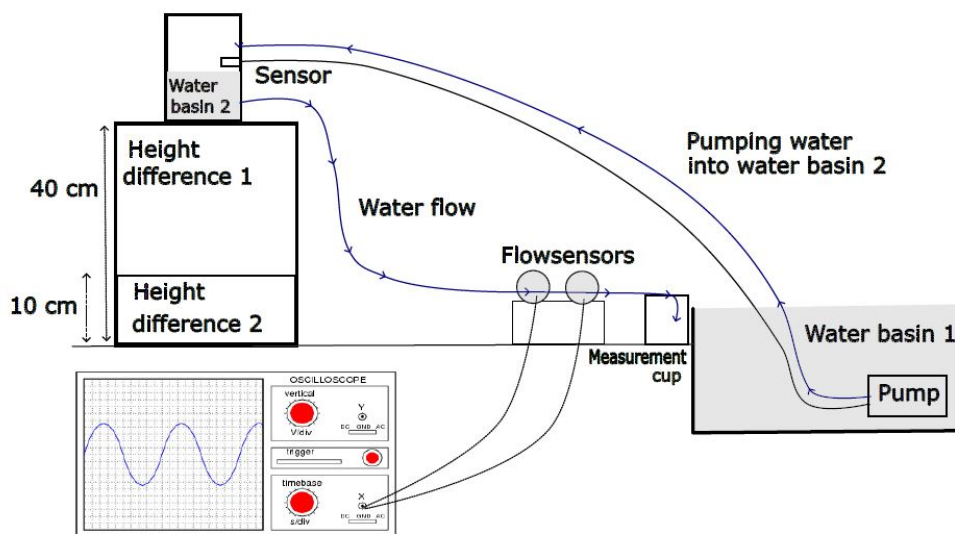 Water
basin 2
Sensor
Pumping water
into water basin 2
Height
difference 1
40 cm
Water flow
Flowsensors
10 cm
Height
difference 2
Water basin 1
Pump
Measurement
cup
OSCILLOSCOPE
vertical
Y
V/div
DC GND AC
trigger
timebase
X
s/div
DC GND AC